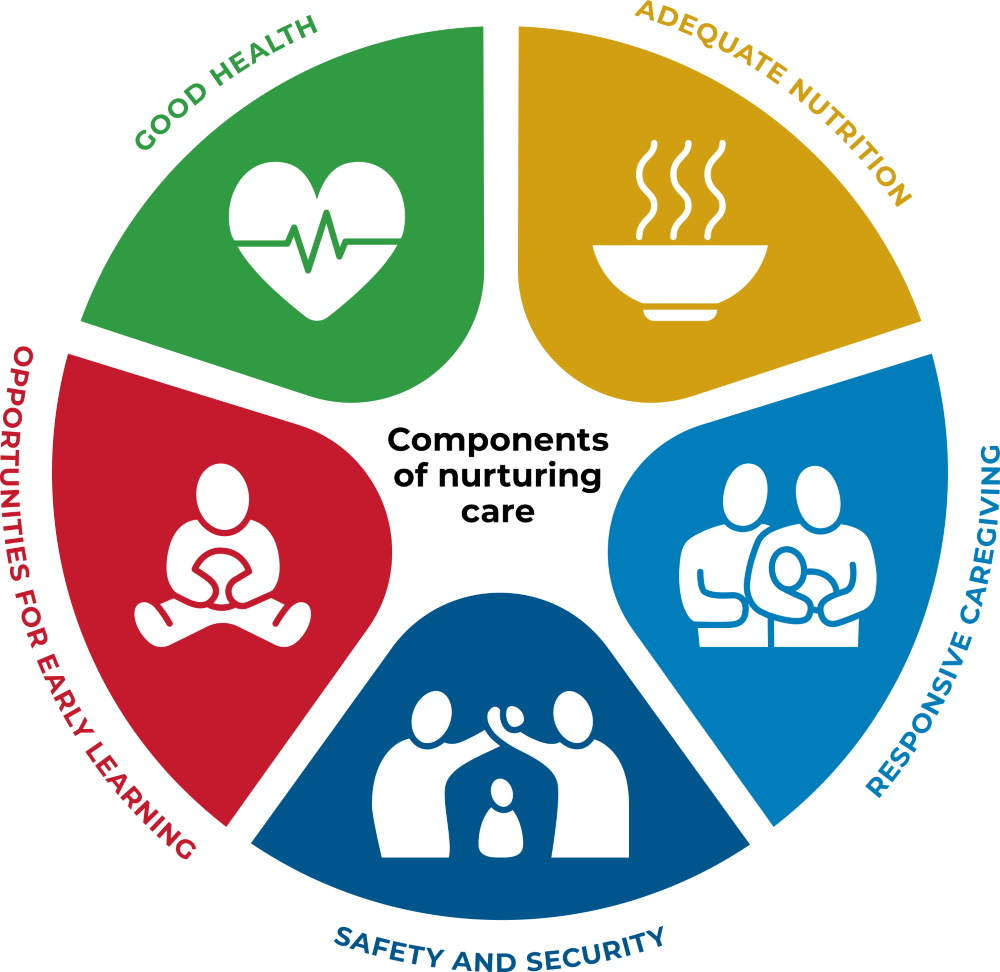 GOOD HEALTH
ADEQUATE NUTRITION
Components
of nurturing
care
OPPORTUNITIES FOR EARLY LEARNING
RESPONSIVE CAREGIVING
SAFETY AND SECURITY